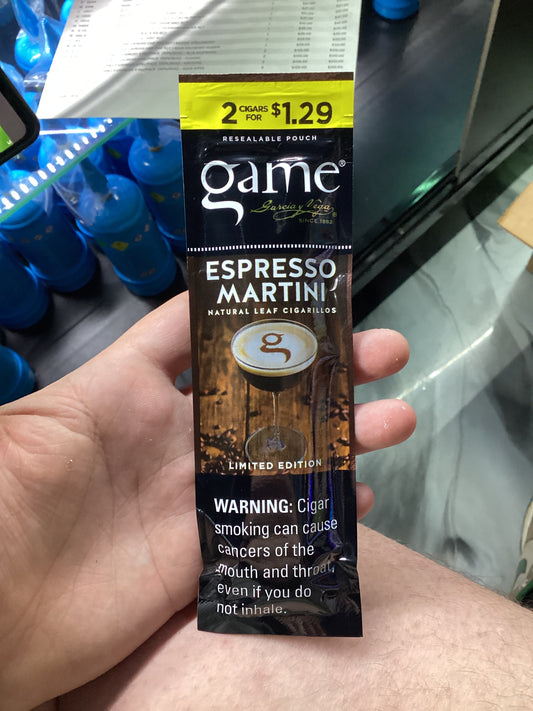 2 CIGARS FOR $1.29
RESEALABLE POUCH
game®
Garcia y Vega®
SINCE 1882
ESPRESSO
MARTINI
NATURAL LEAF CIGARILLOS
g
LIMITED EDITION
WARNING: Cigar
smoking can cause
cancers of the
mouth and throat,
even if you do
not inhale.